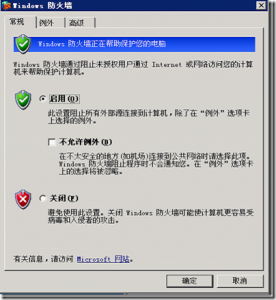 Windows 防火墙
常规 例外 高级
Windows 防火墙正在帮助保护您的电脑
Windows 防火墙通过阻止未授权用户通过 Internet 或网络访问您的计算
机来帮助保护计算机。
启用(O)
此设置阻止所有外部源连接到计算机，除了在“例外”选项卡
上选择的例外。
不允许例外(D)
在不太安全的地方(如机场)连接到公共网络时请选择此项。
Windows 防火墙阻止程序时不会通知您。在“例外”选项卡
上的选择将被忽略。
关闭(F)
避免使用此设置。关闭 Windows 防火墙可能使计算机更容易受
病毒和入侵者的攻击。
有关信息，请访问 Microsoft 网站。
确定 取消